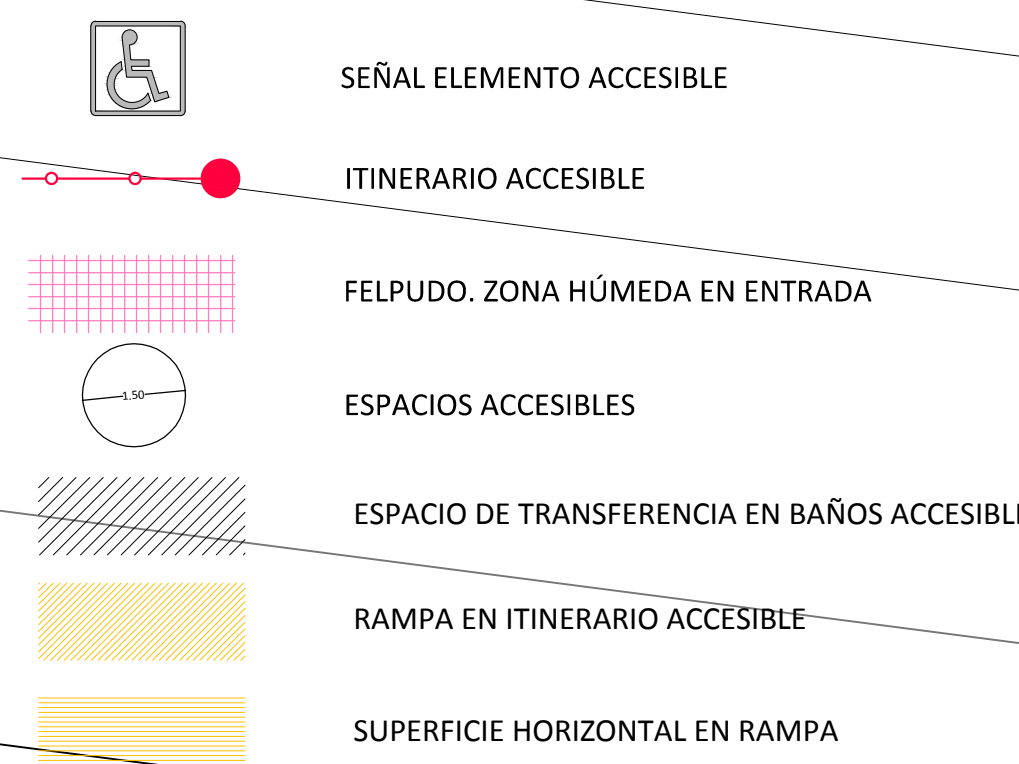 SEÑAL ELEMENTO ACCESIBLE
ITINERARIO ACCESIBLE
FELPUDO. ZONA HÚMEDA EN ENTRADA
1.50
ESPACIOS ACCESIBLES
ESPACIO DE TRANSFERENCIA EN BAÑOS
RAMPA EN ITINERARIO ACCESIBLE
SUPERFICIE HORIZONTAL EN RAMPA